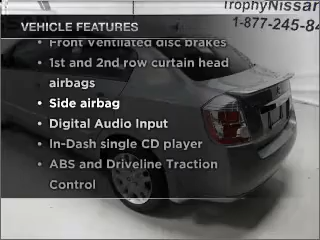 TrophyNissan
VEHICLE FEATURES
1-877-245-84
• Front Ventilated disc brakes
• 1st and 2nd row curtain head
airbags
• Side airbag
• Digital Audio Input
• In-Dash single CD player
• ABS and Driveline Traction
Control